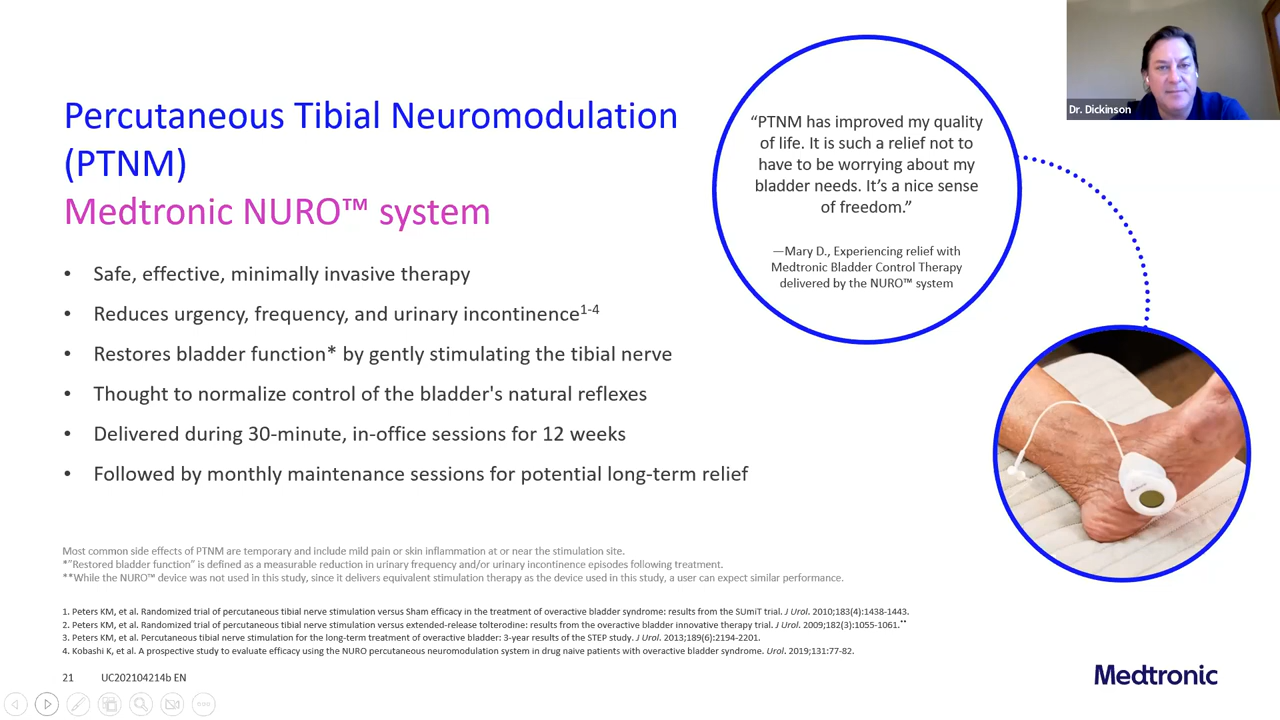 Percutaneous Tibial Neuromodulation
(PTNM)
Medtronic NURO™ system
• Safe, effective, minimally invasive therapy
• Reduces urgency, frequency, and urinary incontinence1-4
• Restores bladder function* by gently stimulating the tibial nerve
• Thought to normalize control of the bladder's natural reflexes
• Delivered during 30-minute, in-office sessions for 12 weeks
• Followed by monthly maintenance sessions for potential long-term relief
“PTNM has improved my quality
of life. It is such a relief not to
have to be worrying about my
bladder needs. It’s a nice sense
of freedom.”
—Mary D., Experiencing relief with
Medtronic Bladder Control Therapy
delivered by the NURO™ system
Dr. Dickinson
Medtronic
Most common side effects of PTNM are temporary and include mild pain or skin inflammation at or near the stimulation site.
*”Restored bladder function” is defined as a measurable reduction in urinary frequency and/or urinary incontinence episodes following treatment.
**While the NURO™ device was not used in this study, since it delivers equivalent stimulation therapy as the device used in this study, a user can expect similar performance.
1. Peters KM, et al. Randomized trial of percutaneous tibial nerve stimulation versus Sham efficacy in the treatment of overactive bladder syndrome: results from the SUmiT trial. J Urol. 2010;183(4):1438-1443.
2. Peters KM, et al. Randomized trial of percutaneous tibial nerve stimulation versus extended-release tolterodine: results from the overactive bladder innovative therapy trial. J Urol. 2009;182(3):1055-1061.**
3. Peters KM, et al. Percutaneous tibial nerve stimulation for the long-term treatment of overactive bladder: 3-year results of the STEP study. J Urol. 2013;189(6):2194-2201.
4. Kobashi K, et al. A prospective study to evaluate efficacy using the NURO percutaneous neuromodulation system in drug naive patients with overactive bladder syndrome. Urol. 2019;131:77-82.
21 UC202104214b EN
Medtronic